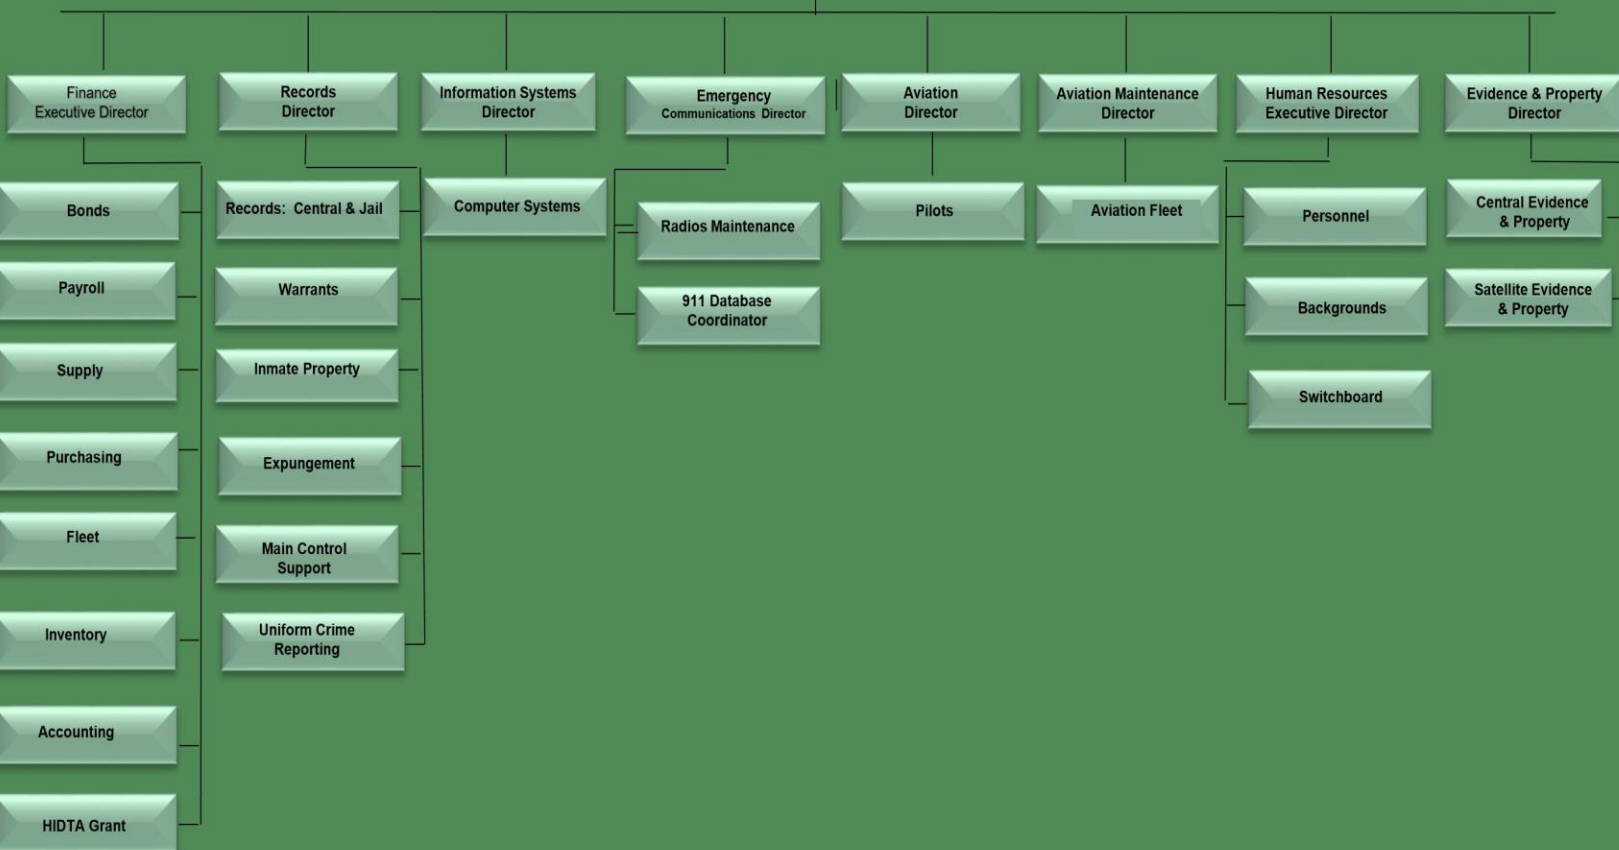 Finance
Executive Director
Records
Director
Information Systems
Director
Emergency
Communications Director
Aviation
Director
Aviation Maintenance
Director
Human Resources
Executive Director
Evidence & Property
Director
Bonds
Payroll
Supply
Purchasing
Fleet
Inventory
Accounting
HIDTA Grant
Records: Central & Jail
Warrants
Inmate Property
Expungement
Main Control
Support
Uniform Crime
Reporting
Computer Systems
Radios Maintenance
911 Database
Coordinator
Pilots
Aviation Fleet
Personnel
Backgrounds
Switchboard
Central Evidence
& Property
Satellite Evidence
& Property